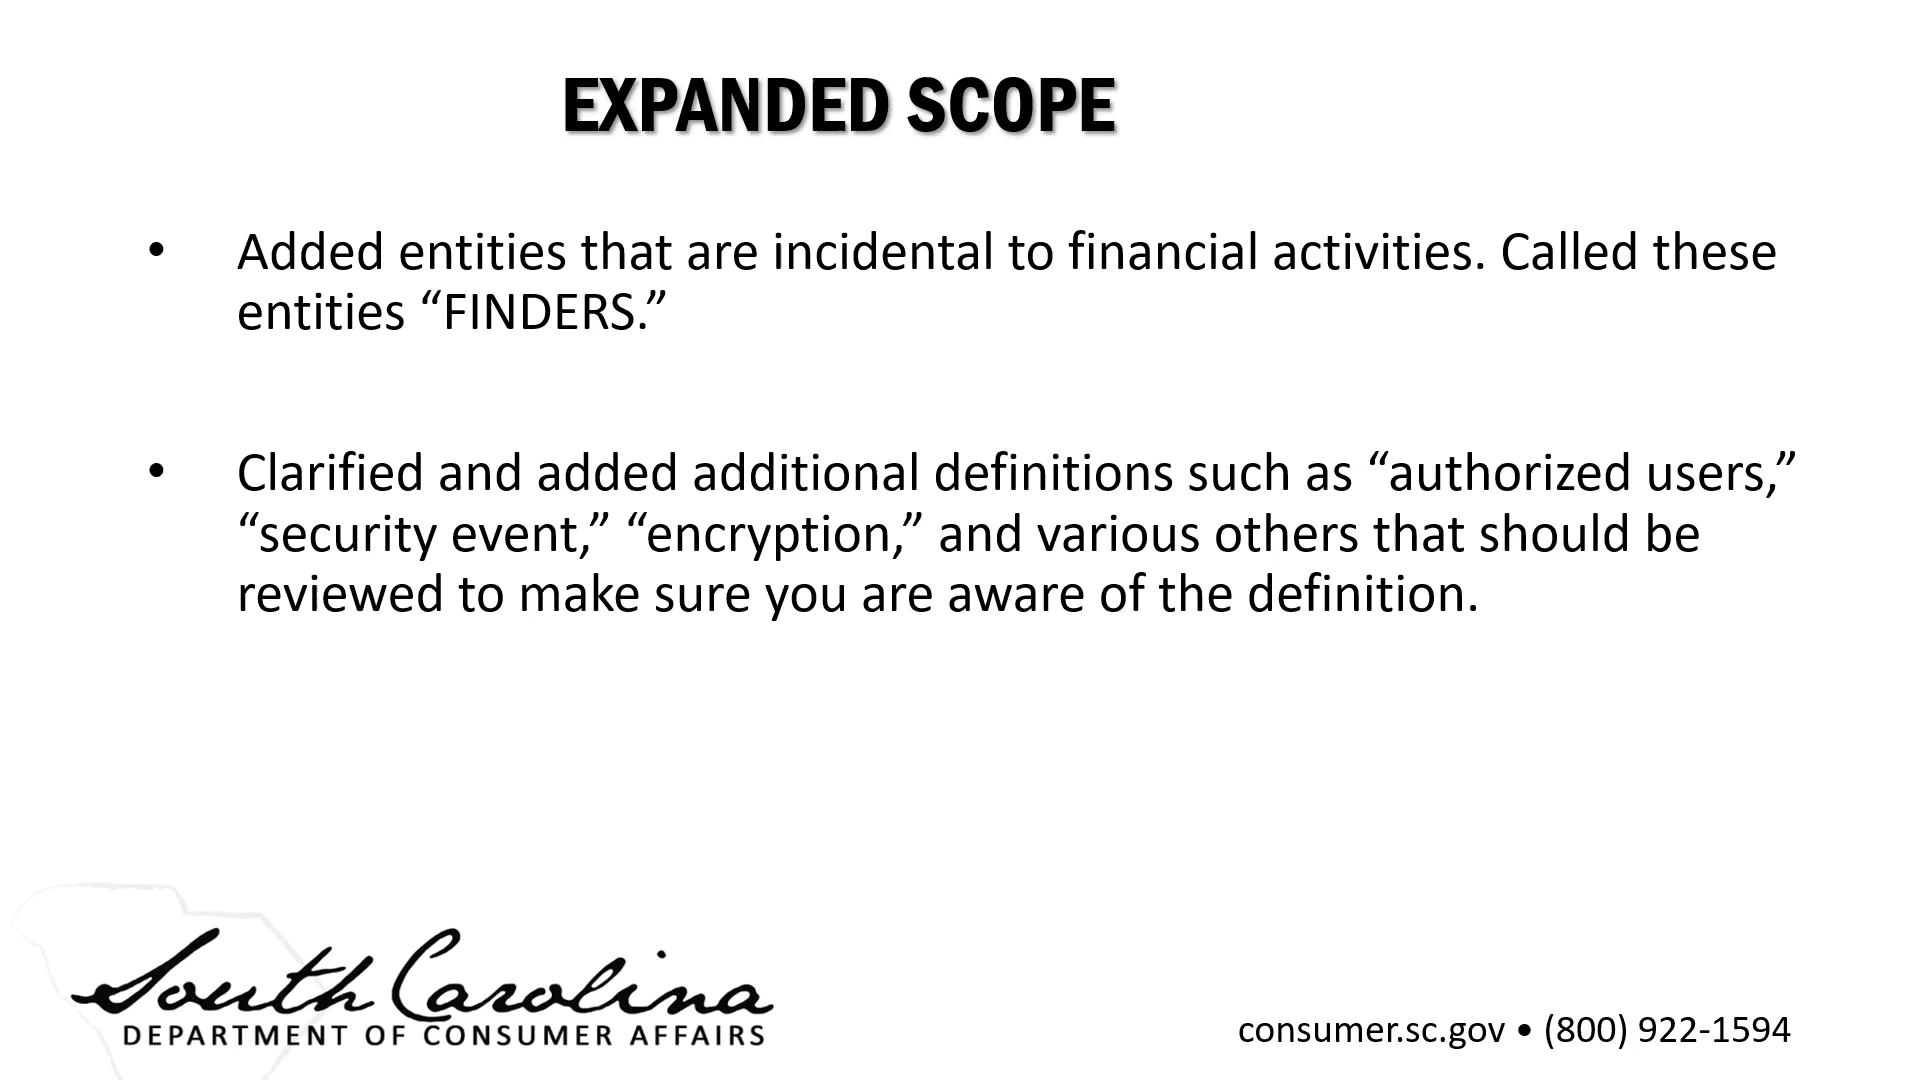 EXPANDED SCOPE
• Added entities that are incidental to financial activities. Called these
entities “FINDERS.”
• Clarified and added additional definitions such as “authorized users,”
“security event,” “encryption,” and various others that should be
reviewed to make sure you are aware of the definition.
South Carolina
DEPARTMENT OF CONSUMER AFFAIRS
consumer.sc.gov • (800) 922-1594